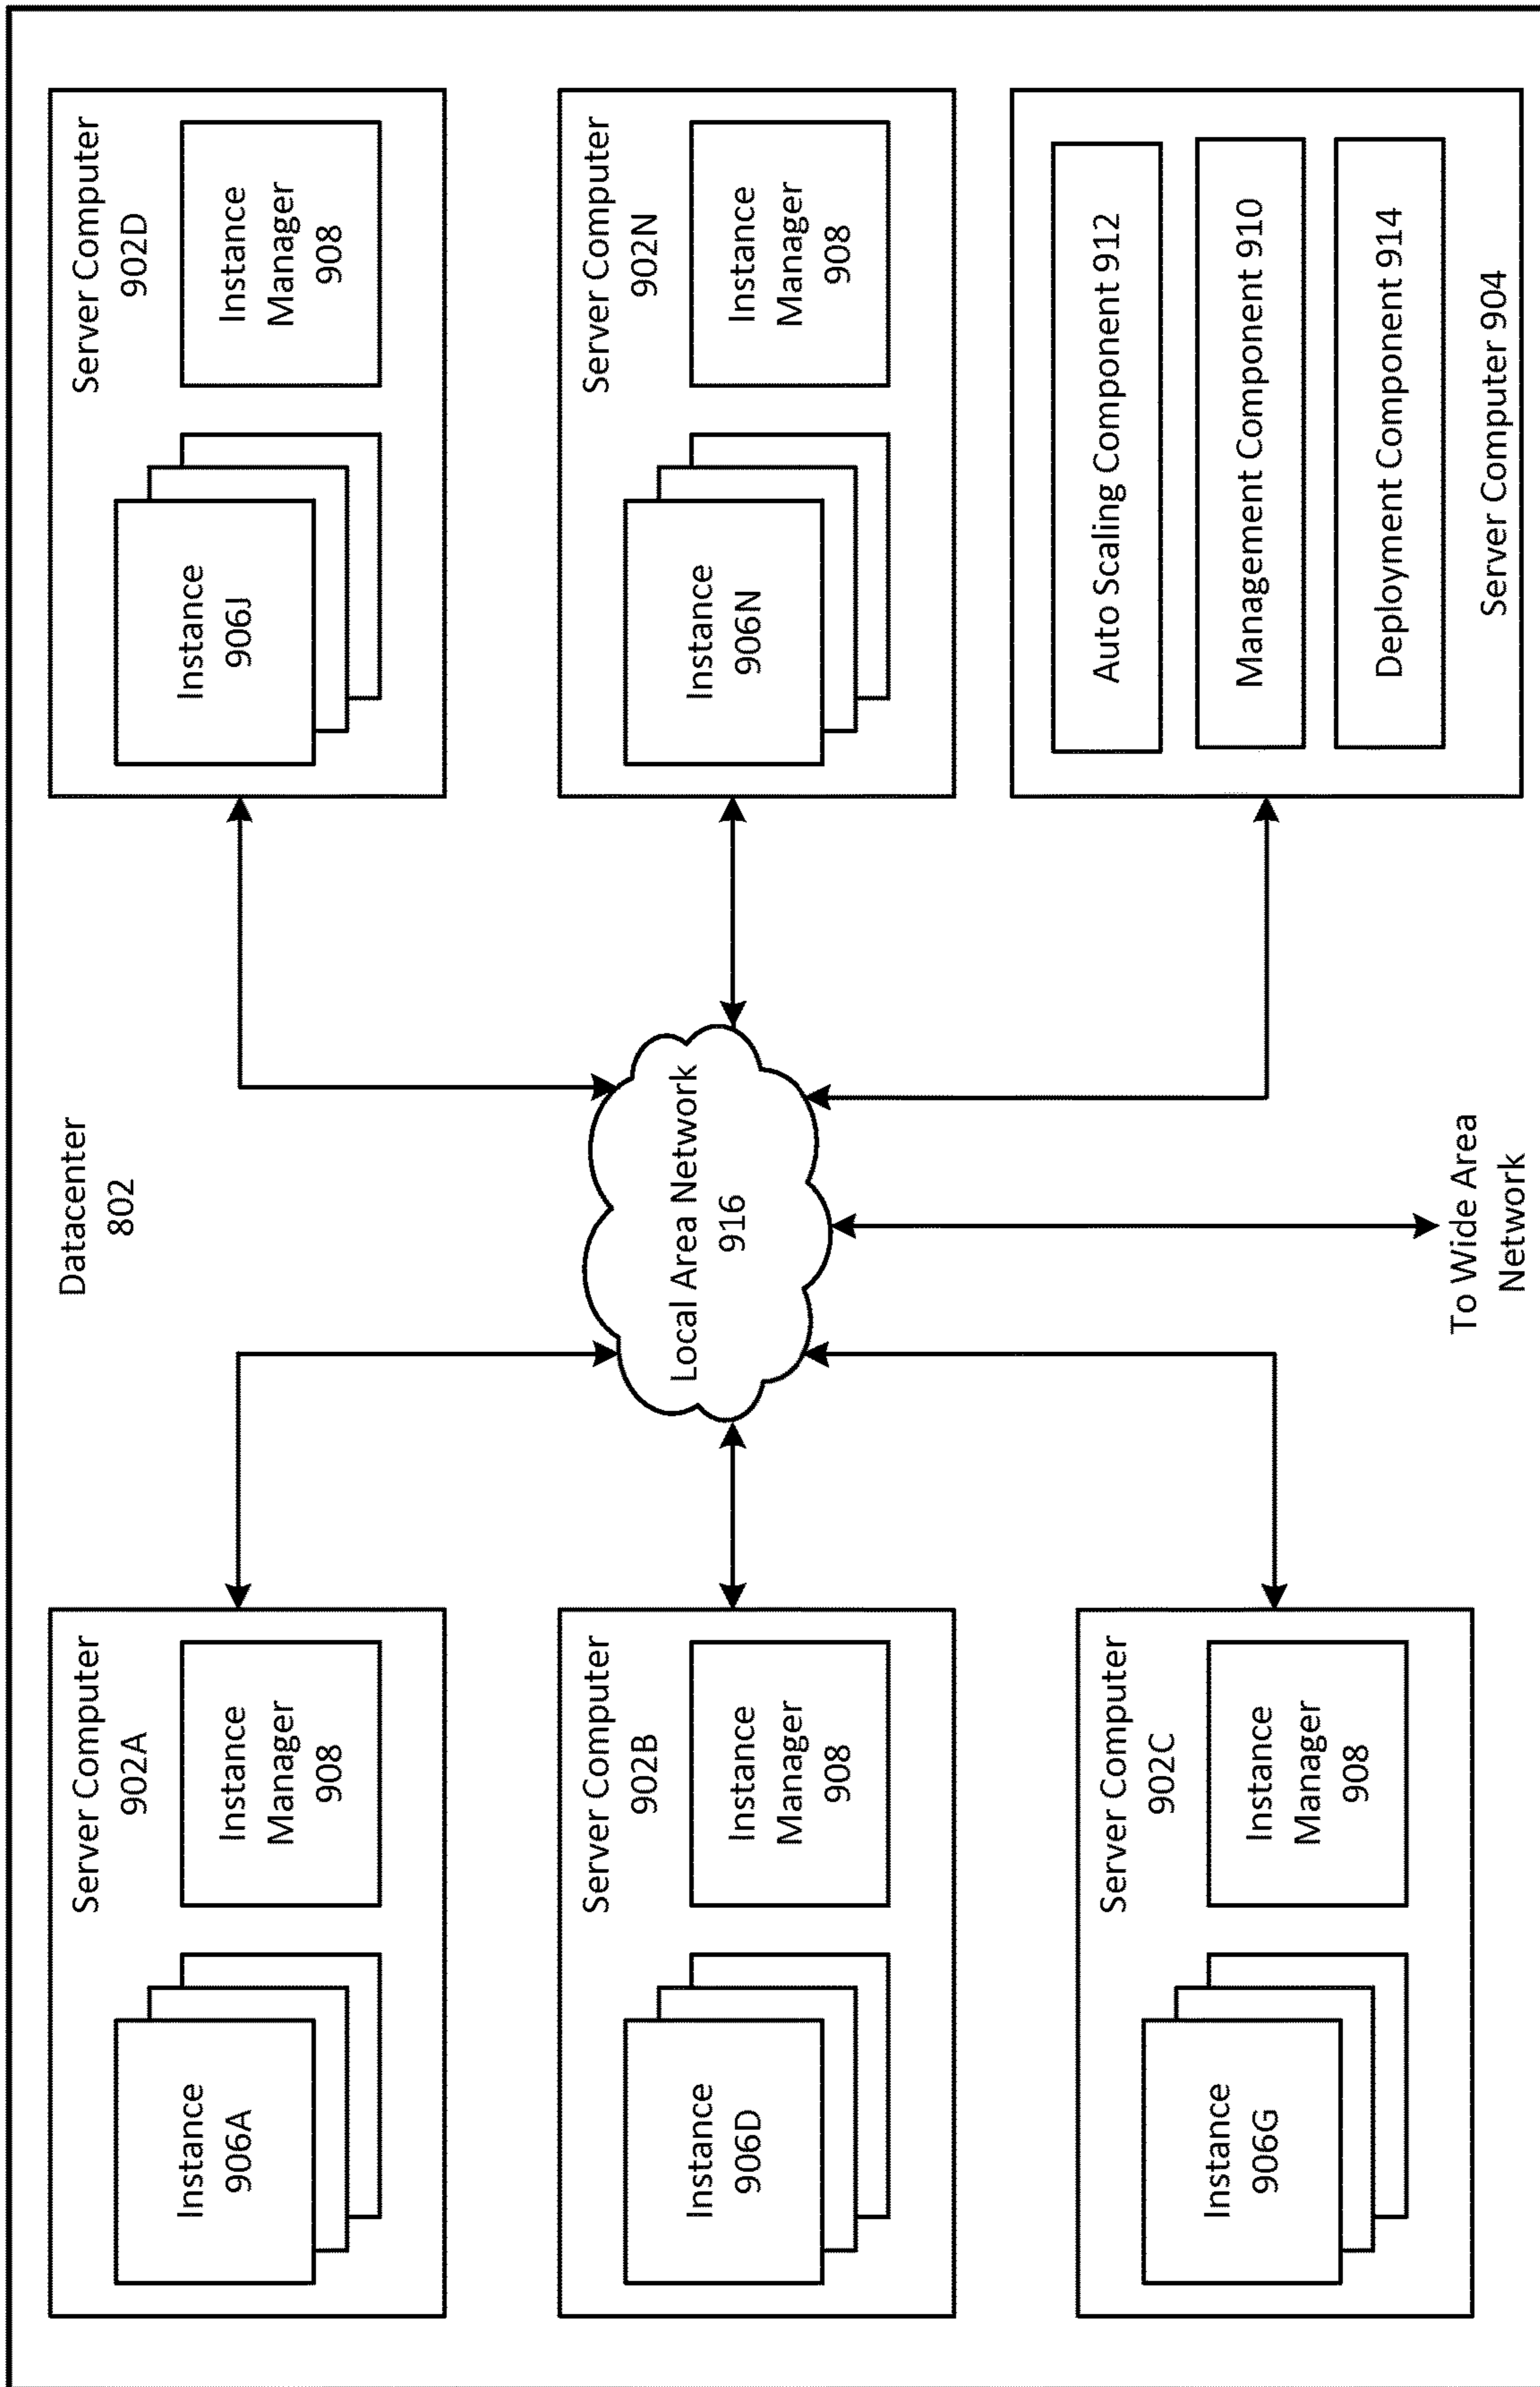 Datacenter
802
Server Computer
902A
Instance
906A
Instance
Manager
908
Server Computer
902B
Instance
906D
Instance
Manager
908
Server Computer
902C
Instance
906G
Instance
Manager
908
Local Area Network
916
To Wide Area
Network
Server Computer
902D
Instance
906J
Instance
Manager
908
Server Computer
902N
Instance
906N
Instance
Manager
908
Auto Scaling Component 912
Management Component 910
Deployment Component 914
Server Computer 904